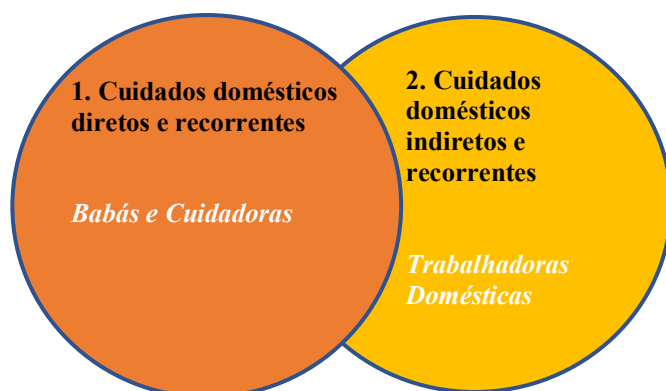 1. Cuidados domésticos
diretos e recorrentes
Babás e Cuidadoras
2. Cuidados
domésticos
indiretos e
recorrentes
Trabalhadoras
Domésticas